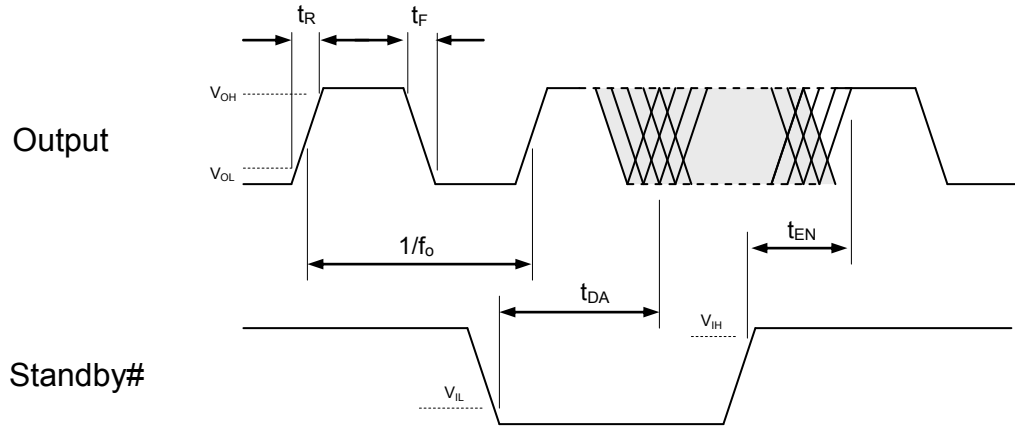 tR
tF
VOH
Output
VOL
tEN
1/fo
tDA
VIH
Standby#
VIL